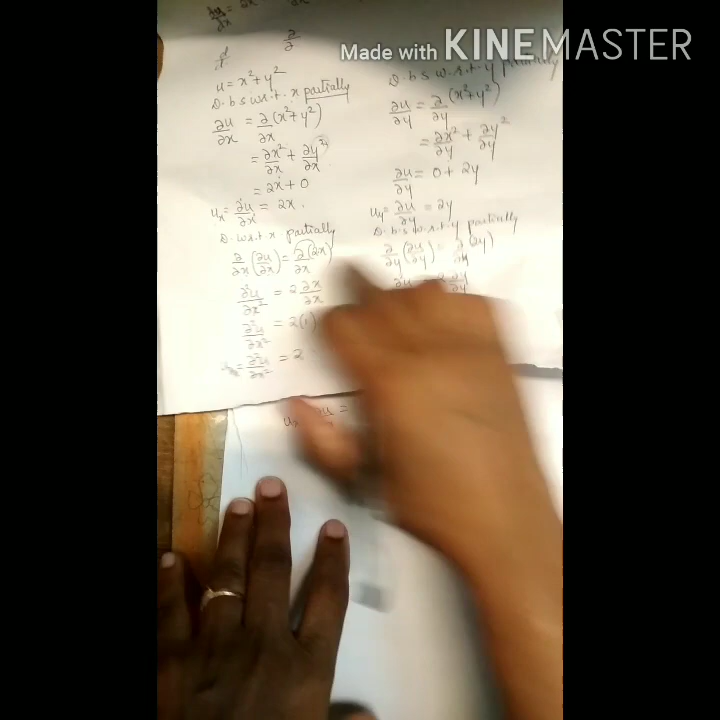 Made with KINEMASTER
∂/∂
u = x² + y²
D. b s w.r.t. x partially
∂u/∂x = ∂/∂x (x² + y²)
= ∂x²/∂x + ∂y²/∂x
= 2x + 0
uₓ = ∂u/∂x = 2x.
D. w.r.t x partially
∂/∂x (∂u/∂x) = ∂(2x)/∂x
∂²u/∂x² = 2 ∂x/∂x
∂²u/∂x² = 2(1)
= ∂²u/∂x² = 2
D. b s w.r.t y partially
∂u/∂y = ∂/∂y (x² + y²)
= ∂x²/∂y + ∂y²/∂y
∂u/∂y = 0 + 2y
u_y = ∂u/∂y = 2y
D. b s w.r.t y partially
∂/∂y (∂u/∂y) = ∂/∂y (2y)